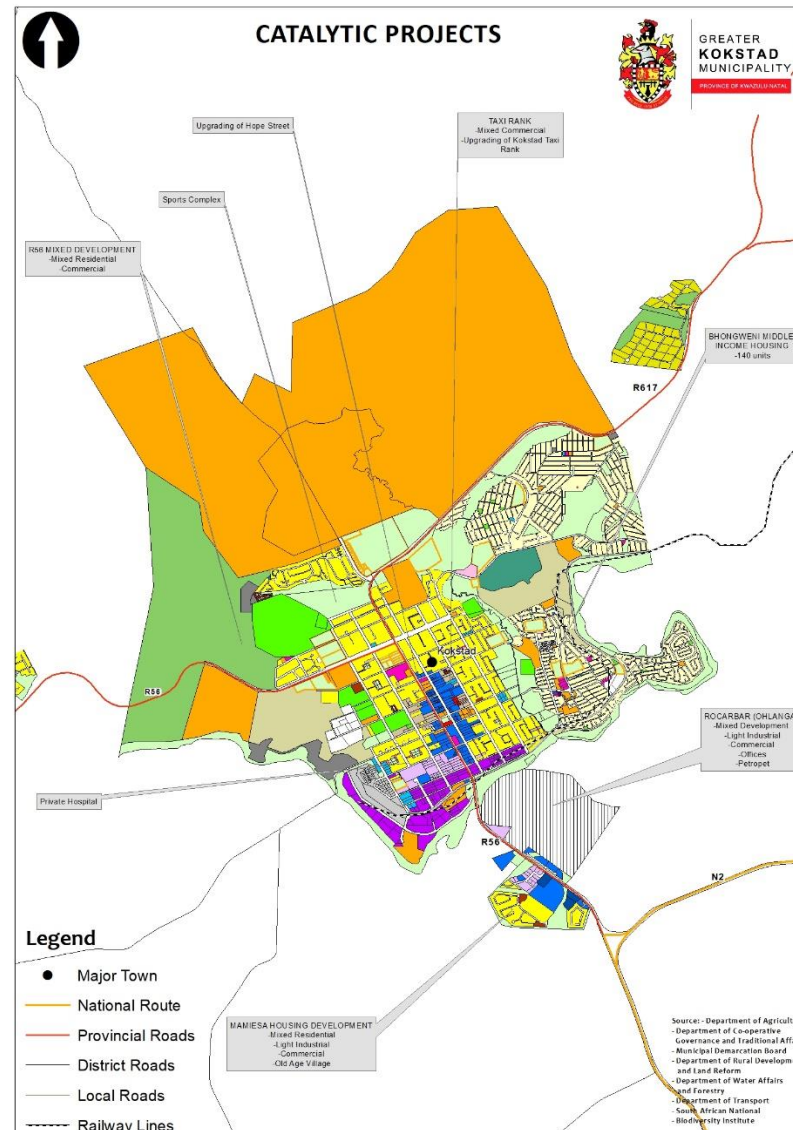 CATALYTIC PROJECTS
GREATER
KOKSTAD
MUNICIPALITY
PROVINCE OF KWAZULU-NATAL
Upgrading of Hope Street
TAXI RANK
-Mixed Commercial
-Upgrading of Kokstad Taxi
Rank
Sports Complex
R56 MIXED DEVELOPMENT
-Mixed Residential
-Commercial
BHONGWENI MIDDLE
INCOME HOUSING
-140 units
R617
Kokstad
R56
ROCARBAR (OHLANGA
-Mixed Development
-Light Industrial
-Commercial
-Offices
-Petropet
Private Hospital
R56
N2
MAMIESA HOUSING DEVELOPMENT
-Mixed Residential
-Light Industrial
-Commercial
-Old Age Village
Legend
Major Town
National Route
Provincial Roads
District Roads
Local Roads
Railway Lines
Source: - Department of Agricult
- Department of Co-operative
Governance and Traditional Affa
- Municipal Demarcation Board
- Department of Rural Developme
and Land Reform
- Department of Water Affairs
and Forestry
- Department of Transport
- South African National
- Biodiversity Institute